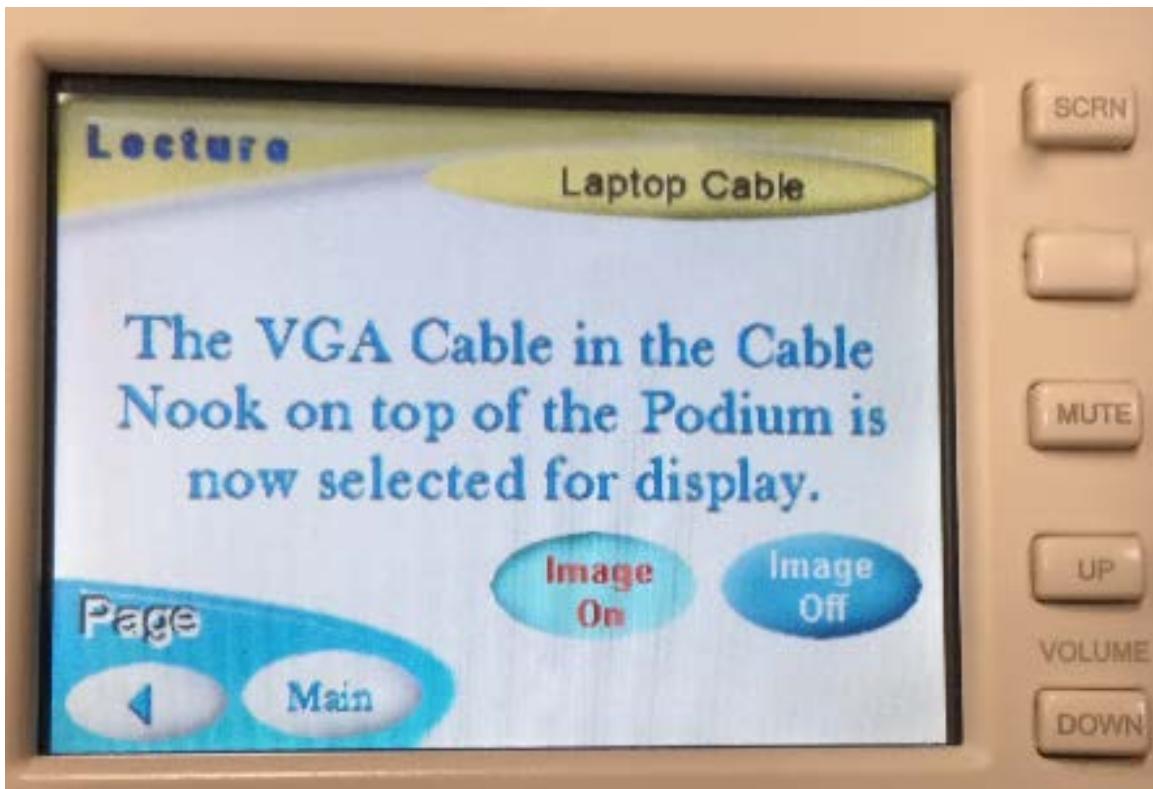 Lecture
Laptop Cable
The VGA Cable in the Cable
Nook on top of the Podium is
now selected for display.
Image
On
Image
Off
Page
Main
SCRN
MUTE
UP
VOLUME
DOWN